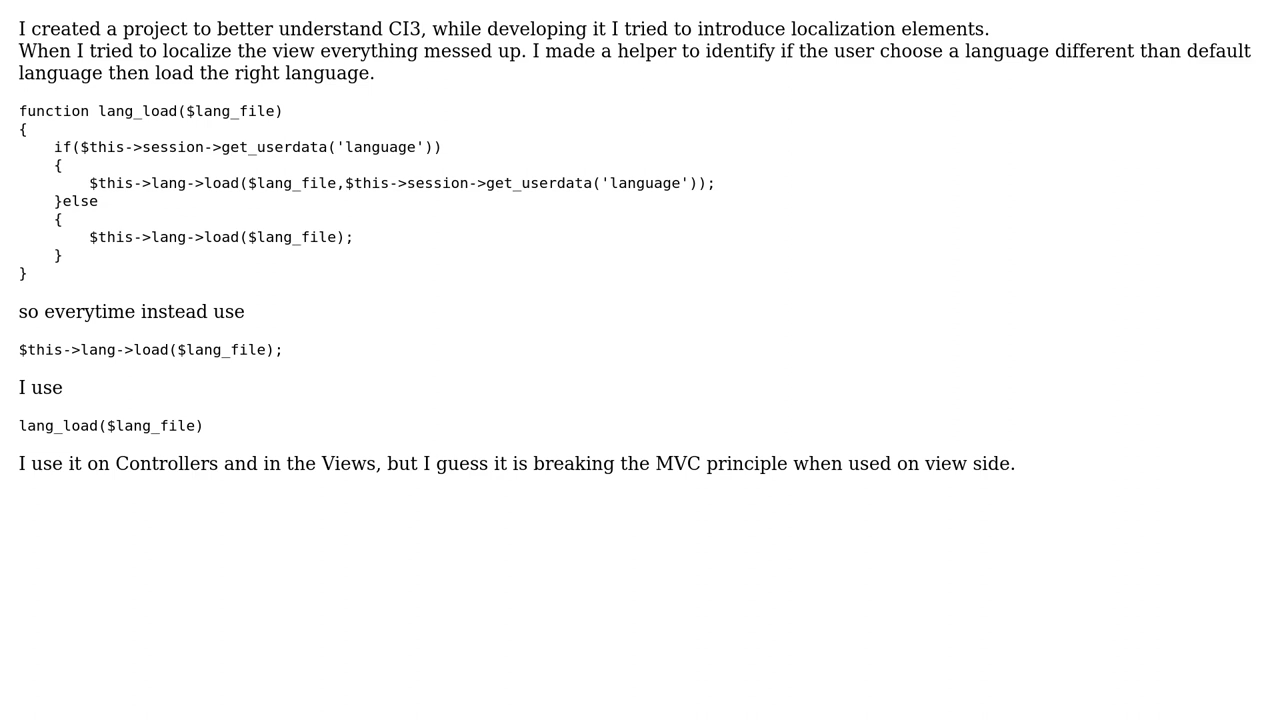 I created a project to better understand CI3, while developing it I tried to introduce localization elements.
When I tried to localize the view everything messed up. I made a helper to identify if the user choose a language different than default
language then load the right language.
function lang_load($lang_file)
{
    if($this->session->get_userdata('language'))
    {
        $this->lang->load($lang_file,$this->session->get_userdata('language'));
    }else
    {
        $this->lang->load($lang_file);
    }
}
so everytime instead use
$this->lang->load($lang_file);
I use
lang_load($lang_file)
I use it on Controllers and in the Views, but I guess it is breaking the MVC principle when used on view side.